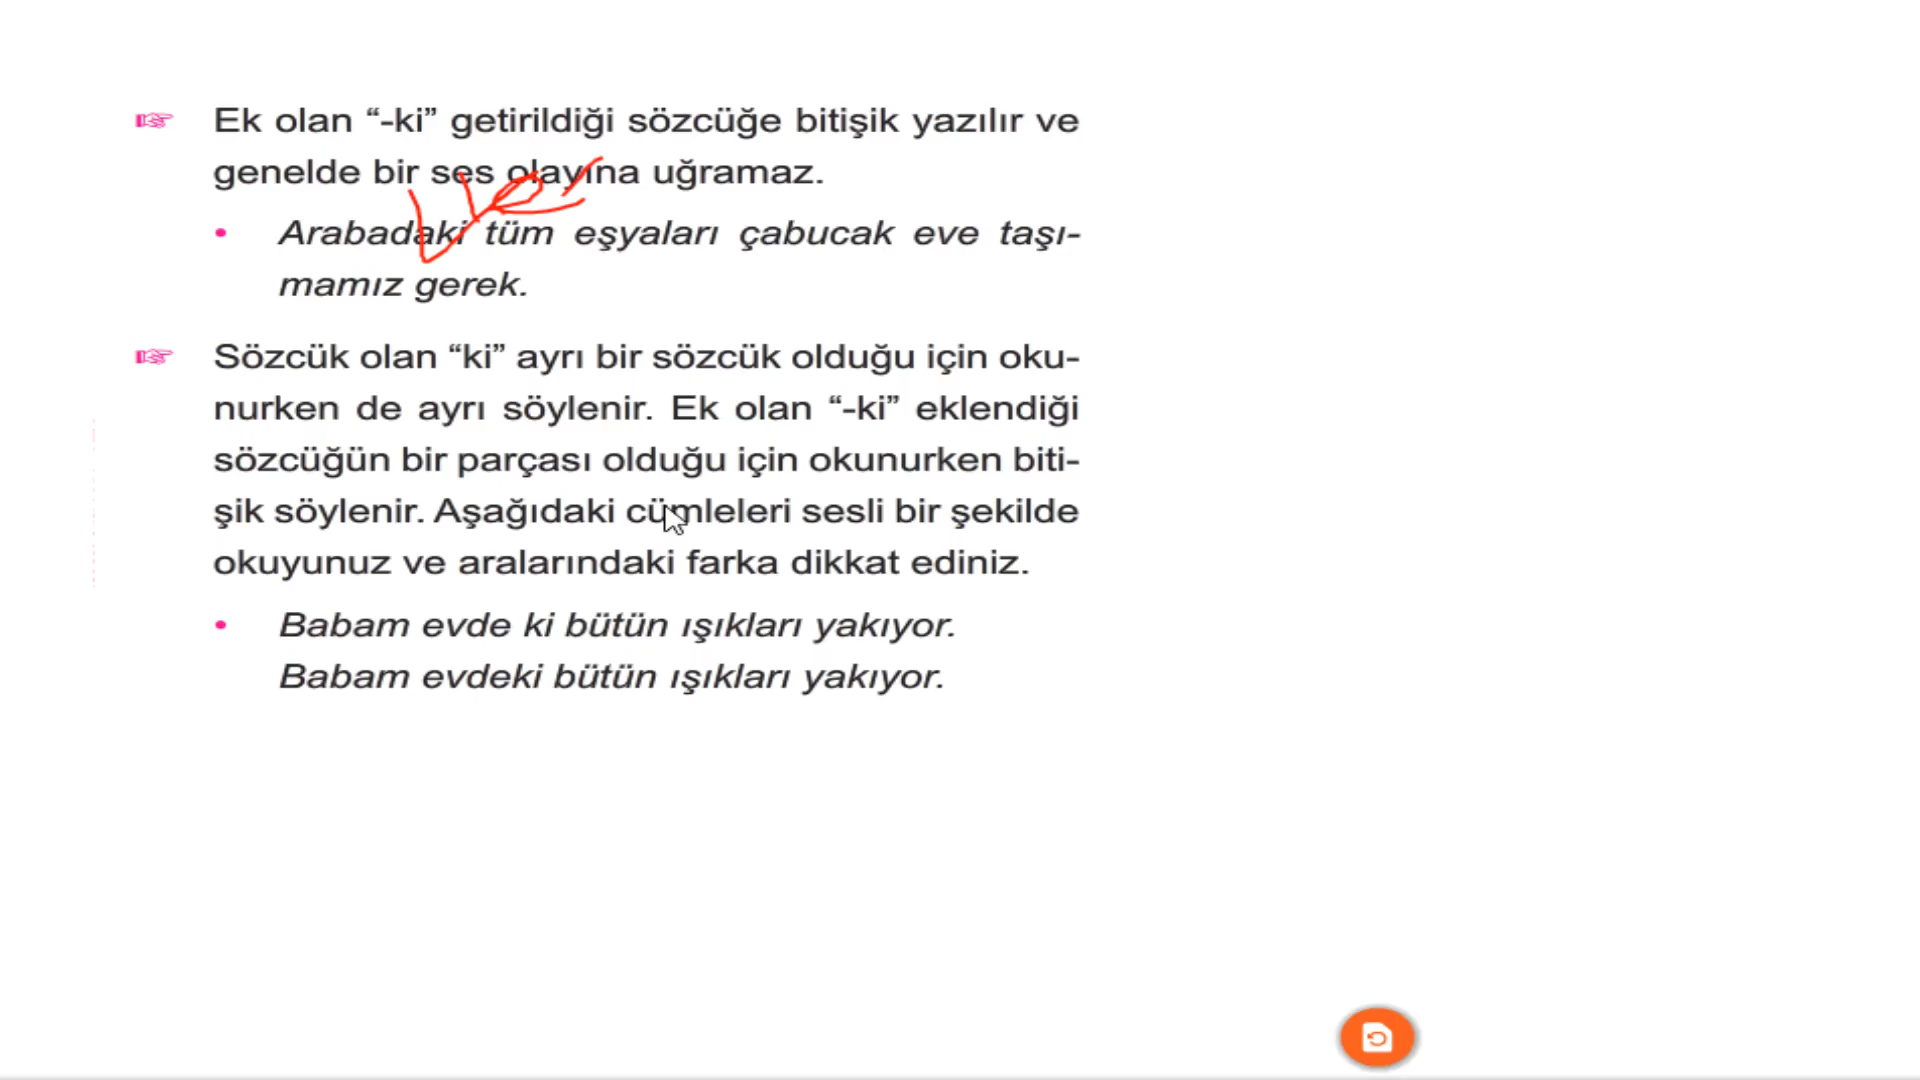 Ek olan “-ki” getirildiği sözcüğe bitişik yazılır ve
genelde bir ses olayına uğramaz.
• Arabadaki tüm eşyaları çabucak eve taşı-
mamız gerek.
Sözcük olan “ki” ayrı bir sözcük olduğu için oku-
nurken de ayrı söylenir. Ek olan “-ki” eklendiği
sözcüğün bir parçası olduğu için okunurken biti-
şik söylenir. Aşağıdaki cümleleri sesli bir şekilde
okuyunuz ve aralarındaki farka dikkat ediniz.
• Babam evde ki bütün ışıkları yakıyor.
Babam evdeki bütün ışıkları yakıyor.